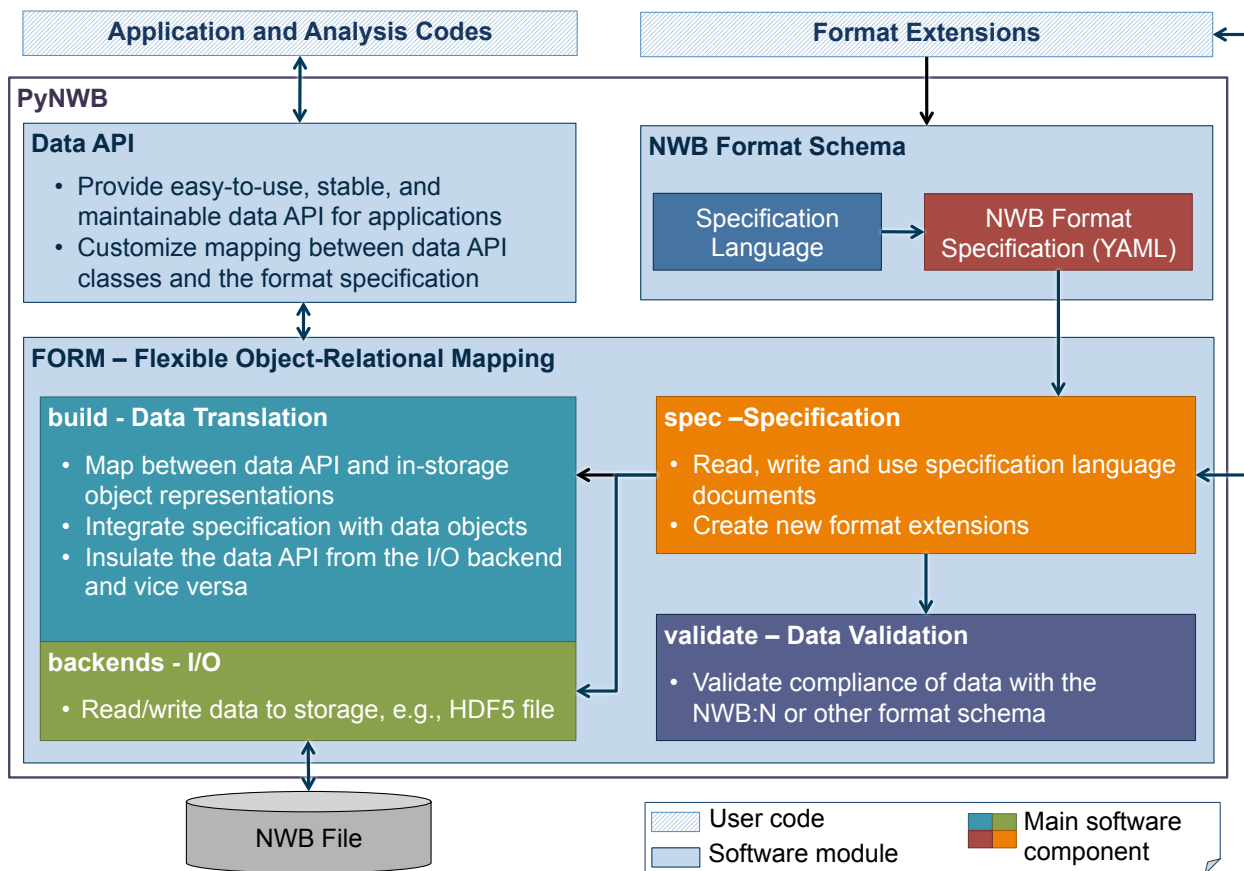 Application and Analysis Codes
Format Extensions
PyNWB
Data API
• Provide easy-to-use, stable, and
maintainable data API for applications
• Customize mapping between data API
classes and the format specification
NWB Format Schema
Specification
Language
NWB Format
Specification (YAML)
FORM – Flexible Object-Relational Mapping
build - Data Translation
• Map between data API and in-storage
object representations
• Integrate specification with data objects
• Insulate the data API from the I/O backend
and vice versa
backends - I/O
• Read/write data to storage, e.g., HDF5 file
spec –Specification
• Read, write and use specification language
documents
• Create new format extensions
validate – Data Validation
• Validate compliance of data with the
NWB:N or other format schema
NWB File
User code
Software module
Main software
component